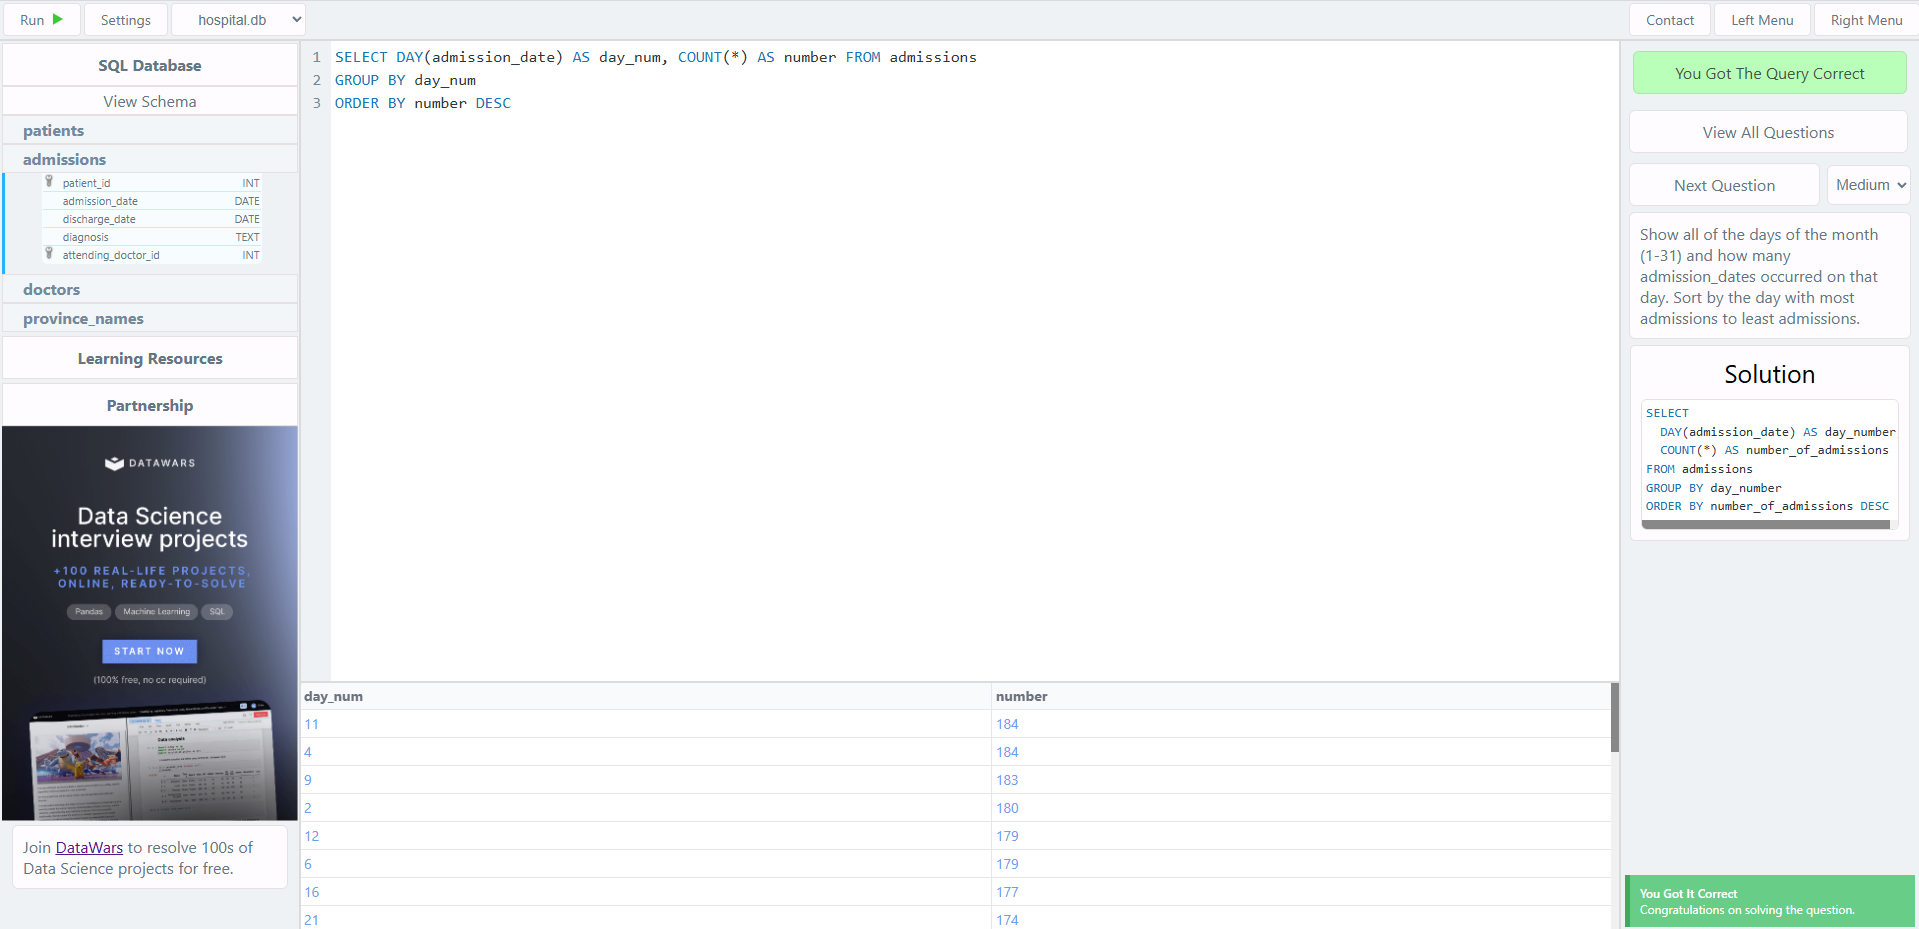 Run
Settings
hospital.db
Contact
Left Menu
Right Menu
SQL Database
View Schema
patients
admissions
patient_id INT
admission_date DATE
discharge_date DATE
diagnosis TEXT
attending_doctor_id INT
doctors
province_names
Learning Resources
Partnership
DATAWARS
Data Science
interview projects
+100 REAL-LIFE PROJECTS,
ONLINE, READY-TO-SOLVE
Pandas Machine Learning SQL
START NOW
(100% free, no cc required)
Data analysis
Join DataWars to resolve 100s of
Data Science projects for free.
1 SELECT DAY(admission_date) AS day_num, COUNT(*) AS number FROM admissions
2 GROUP BY day_num
3 ORDER BY number DESC
day_num number
11 184
4 184
9 183
2 180
12 179
6 179
16 177
21 174
You Got The Query Correct
View All Questions
Next Question
Medium
Show all of the days of the month
(1-31) and how many
admission_dates occurred on that
day. Sort by the day with most
admissions to least admissions.
Solution
SELECT
DAY(admission_date) AS day_number
COUNT(*) AS number_of_admissions
FROM admissions
GROUP BY day_number
ORDER BY number_of_admissions DESC
You Got It Correct
Congratulations on solving the question.